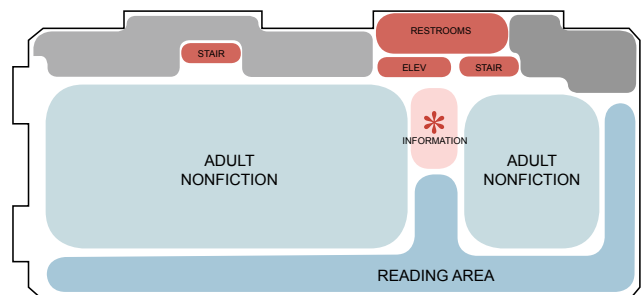 RESTROOMS
STAIR
ELEV
STAIR
INFORMATION
ADULT
NONFICTION
ADULT
NONFICTION
READING AREA